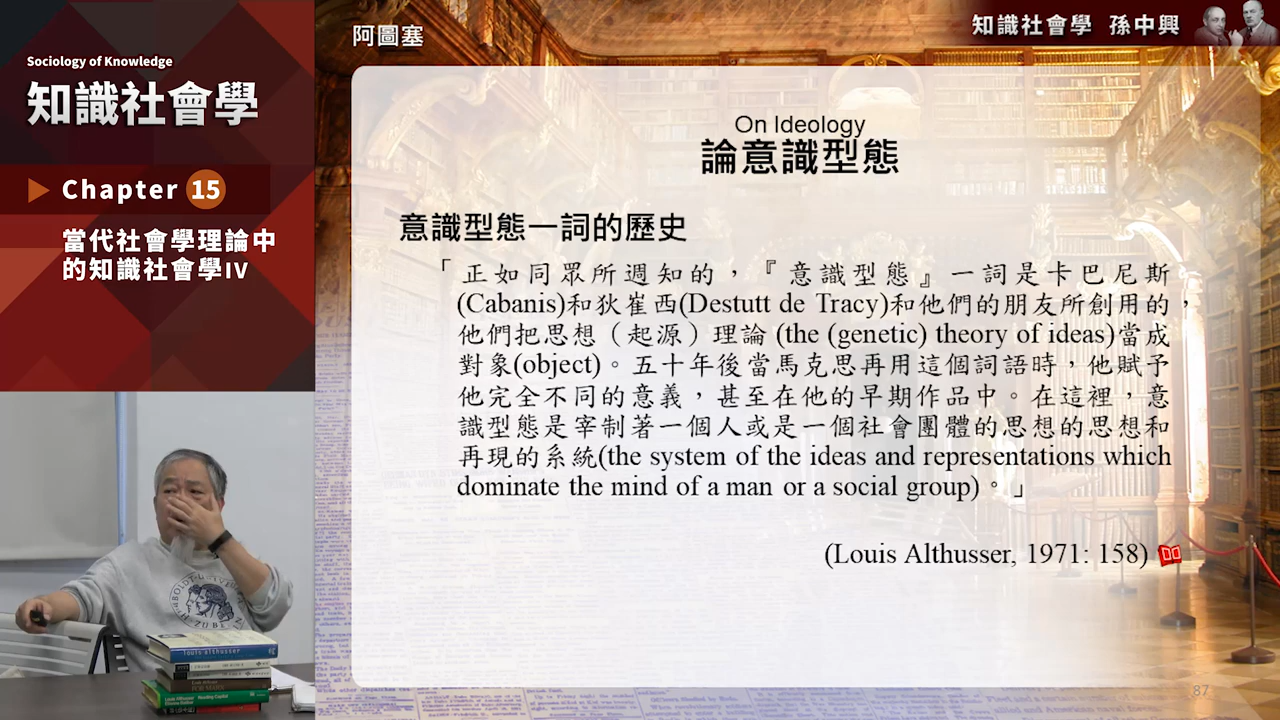 Sociology of Knowledge
知識社會學
Chapter 15
當代社會學理論中
的知識社會學IV
阿圖塞
知識社會學 孫中興
On Ideology
論意識型態
意識型態一詞的歷史
「正如同眾所週知的，『意識型態』一詞是卡巴尼斯
(Cabanis)和狄崔西(Destutt de Tracy)和他們的朋友所創用的，
他們把思想（起源）理論 (the (genetic) theory of ideas)當成
對象(object)。五十年後當馬克思再用這個詞語時，他賦予
他完全不同的意義，甚至在他的早期作品中。在這裡，意
識型態是宰制著一個人或是一個社會團體的思想的思想和
再現的系統(the system of the ideas and representations which
dominate the mind of a man or a social group)。」
(Louis Althusser, 1971: 158)
87
louis althusser
FOR MARX
Reading Capital